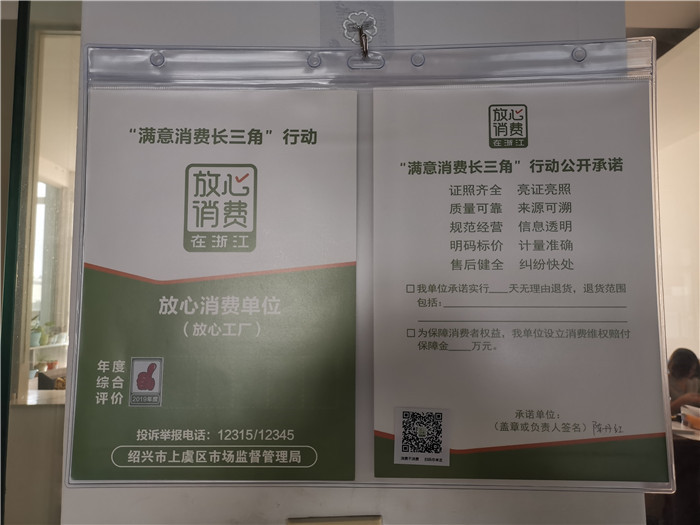 “满意消费长三角”行动
放心
消费
在浙江
放心消费单位
（放心工厂）
年度
综合
评价
2019年度
投诉举报电话：12315/12345
绍兴市上虞区市场监督管理局
放心
消费
在浙江
“满意消费长三角”行动公开承诺
证照齐全 亮证亮照
质量可靠 来源可溯
规范经营 信息透明
明码标价 计量准确
售后健全 纠纷快处
□我单位承诺实行____天无理由退货，退货范围
包括：
□为保障消费者权益，我单位设立消费维权赔付
保障金____万元。
承诺单位：
（盖章或负责人签名）